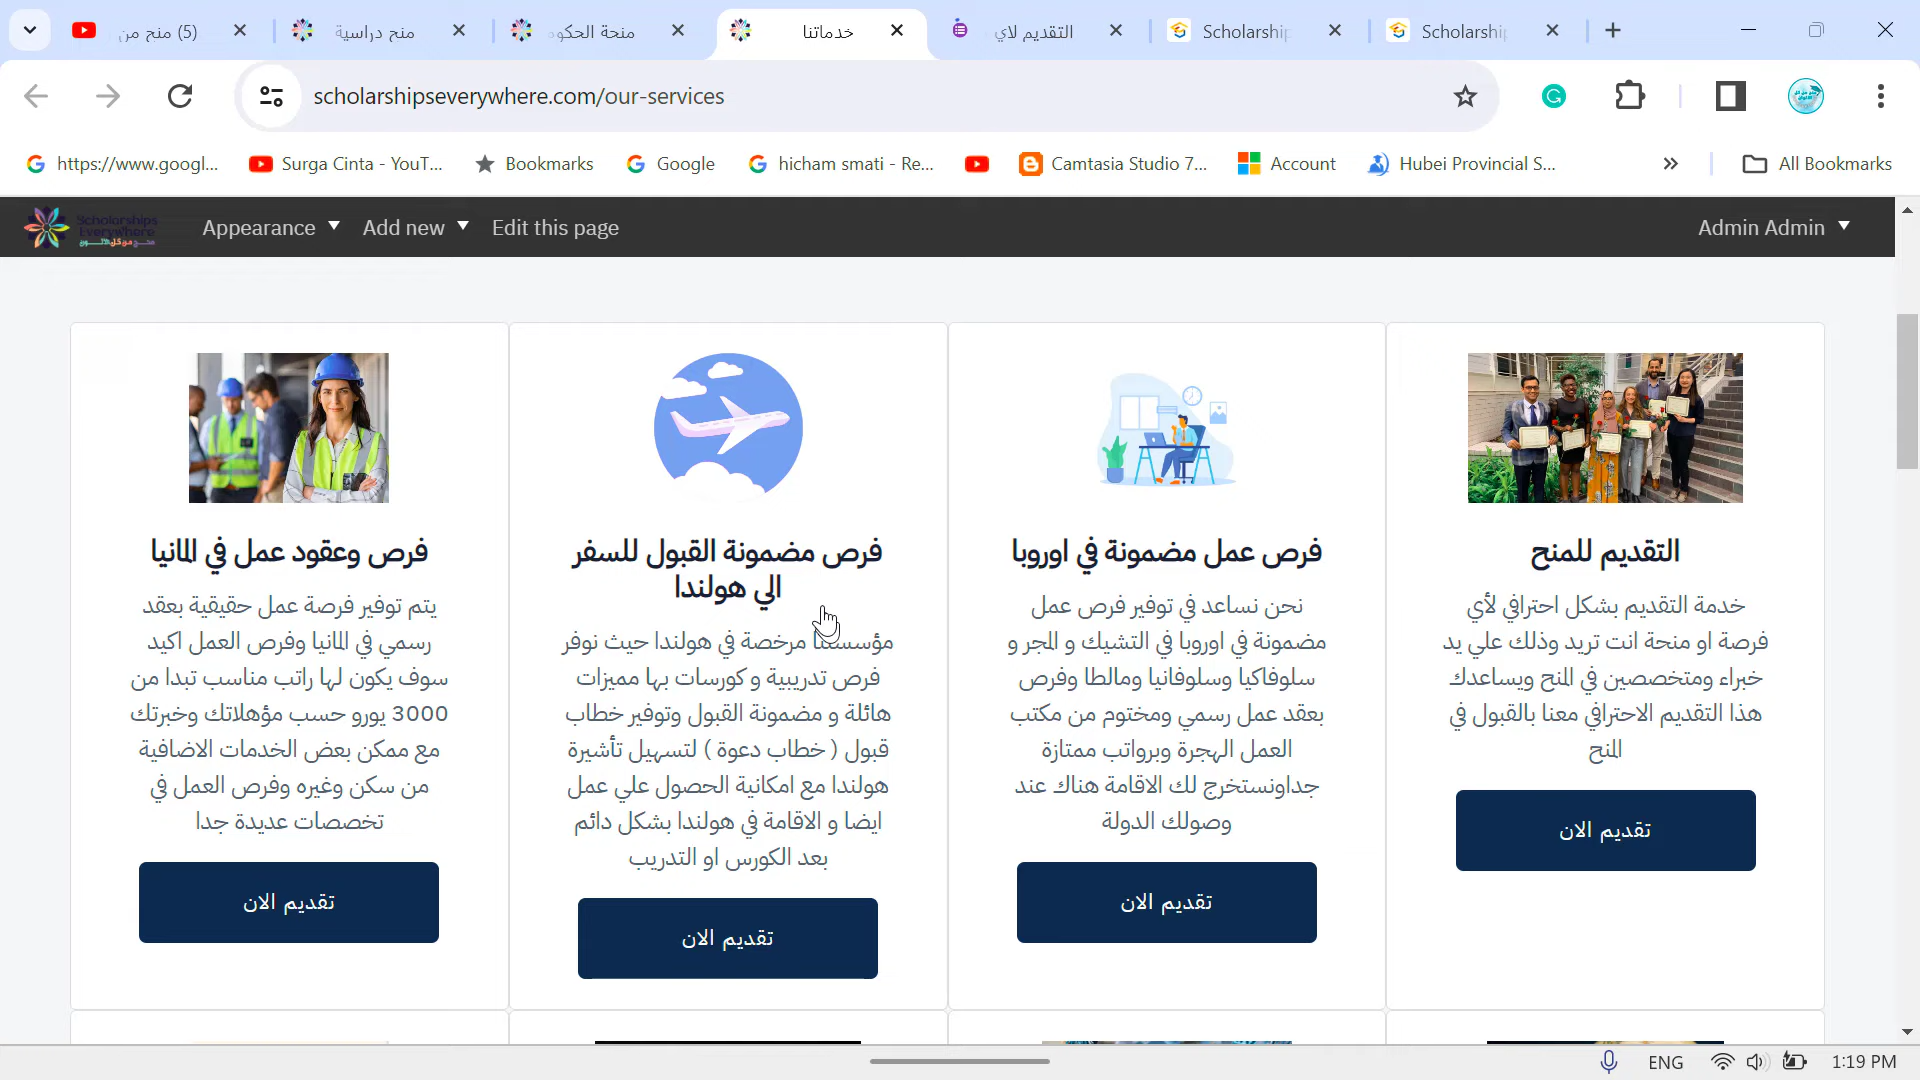 (5) منح من
منح دراسية
منحة الحكوم
خدماتنا
التقديم لاي
Scholarship
Scholarship
scholarshipseverywhere.com/our-services
https://www.googl...
Surga Cinta - YouT...
Bookmarks
Google
hicham smati - Re...
Camtasia Studio 7...
Account
Hubei Provincial S...
All Bookmarks
Scholarships
Everywhere
منـح من كل الألـــون
Appearance
Add new
Edit this page
Admin Admin
التقديم للمنح
خدمة التقديم بشكل احترافي لأي
فرصة او منحة انت تريد وذلك علي يد
خبراء ومتخصصين في المنح ويساعدك
هذا التقديم الاحترافي معنا بالقبول في
المنح
تقديم الان
فرص عمل مضمونة في اوروبا
نحن نساعد في توفير فرص عمل
مضمونة في اوروبا في التشيك و المجر و
سلوفاكيا وسلوفانيا ومالطا وفرص
بعقد عمل رسمي ومختوم من مكتب
العمل الهجرة وبرواتب ممتازة
جداونستخرج لك الاقامة هناك عند
وصولك الدولة
تقديم الان
فرص مضمونة القبول للسفر
الي هولندا
مؤسستنا مرخصة في هولندا حيث نوفر
فرص تدريبية و كورسات بها مميزات
هائلة و مضمونة القبول وتوفير خطاب
قبول ( خطاب دعوة ) لتسهيل تأشيرة
هولندا مع امكانية الحصول علي عمل
ايضا و الاقامة في هولندا بشكل دائم
بعد الكورس او التدريب
تقديم الان
فرص وعقود عمل في المانيا
يتم توفير فرصة عمل حقيقية بعقد
رسمي في المانيا وفرص العمل اكيد
سوف يكون لها راتب مناسب تبدا من
3000 يورو حسب مؤهلاتك وخبرتك
مع ممكن بعض الخدمات الاضافية
من سكن وغيره وفرص العمل في
تخصصات عديدة جدا
تقديم الان
ENG
1:19 PM